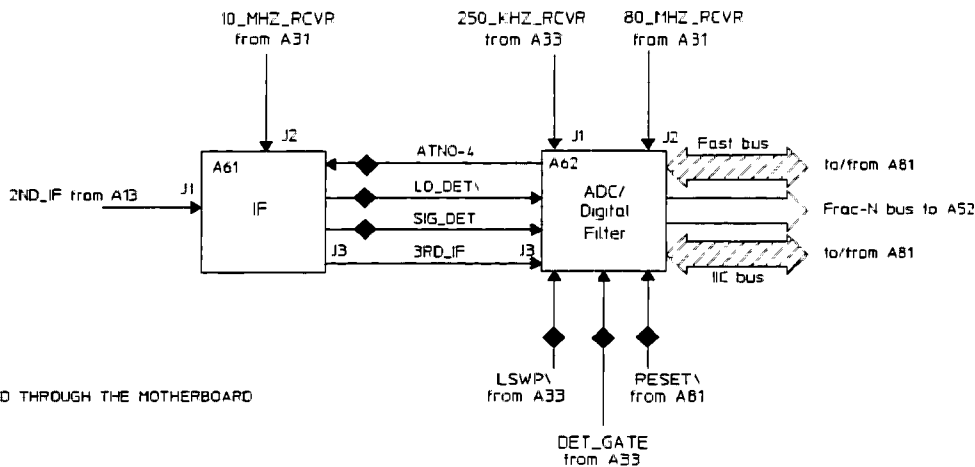 10_MHZ_RCVR
from A31
250_KHZ_RCVR
from A33
80_MHZ_RCVR
from A31
J2
J1
J2
A61
IF
ATN0-4
A62
ADC/
Digital
Filter
Fast bus
to/from A81
2ND_IF from A13
J1
LO_DET\
Frac-N bus to A52
SIG_DET
J3
3RD_IF
J3
to/from A81
IIC bus
LSWP\
from A33
RESET\
from A81
D THROUGH THE MOTHERBOARD
DET_GATE
from A33